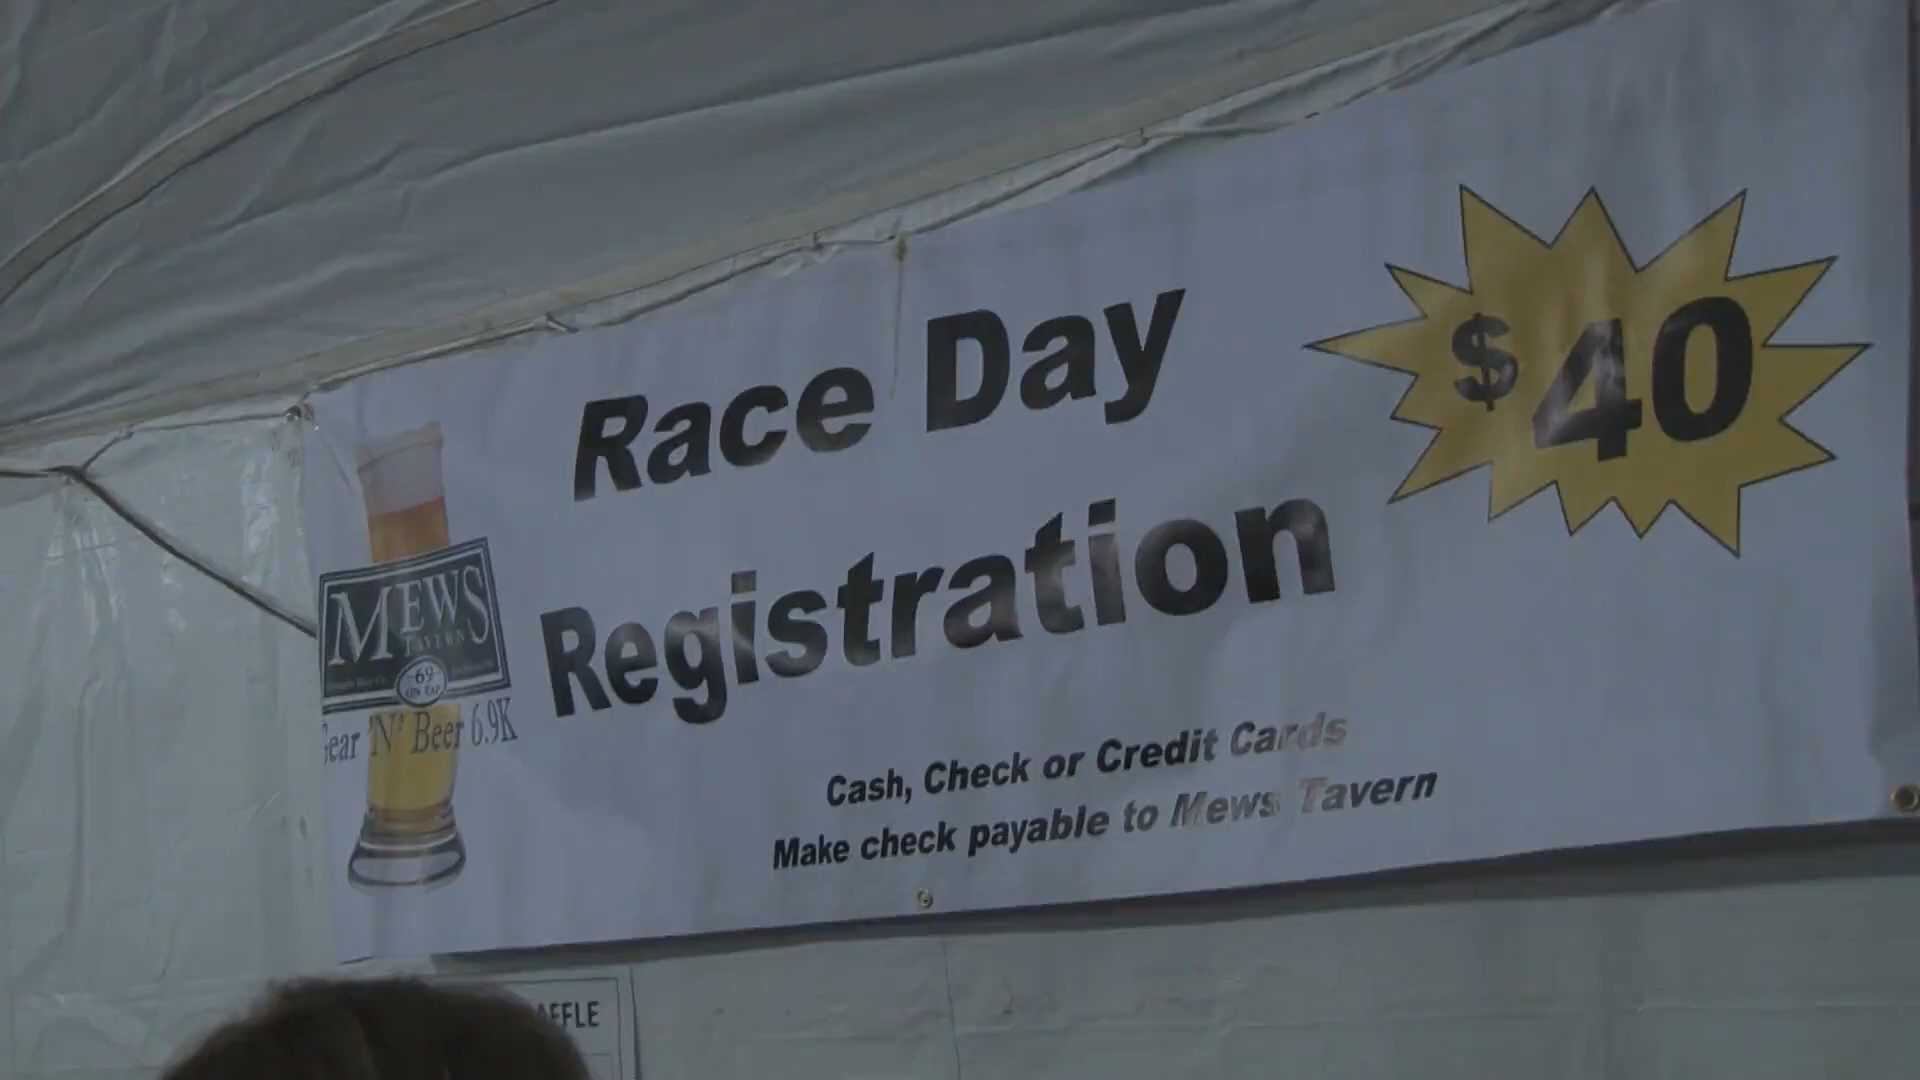 Race Day
$40
Registration
MEWS
TAVERN
69
ON TAP
'N' Beer 6.9K
Cash, Check or Credit Cards
Make check payable to Mews Tavern